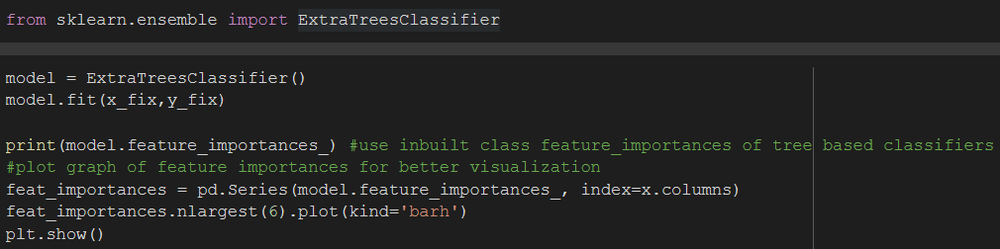 from sklearn.ensemble import ExtraTreesClassifier
model = ExtraTreesClassifier()
model.fit(x_fix,y_fix)
print(model.feature_importances_) #use inbuilt class feature_importances of tree based classifiers
#plot graph of feature importances for better visualization
feat_importances = pd.Series(model.feature_importances_, index=x.columns)
feat_importances.nlargest(6).plot(kind='barh')
plt.show()